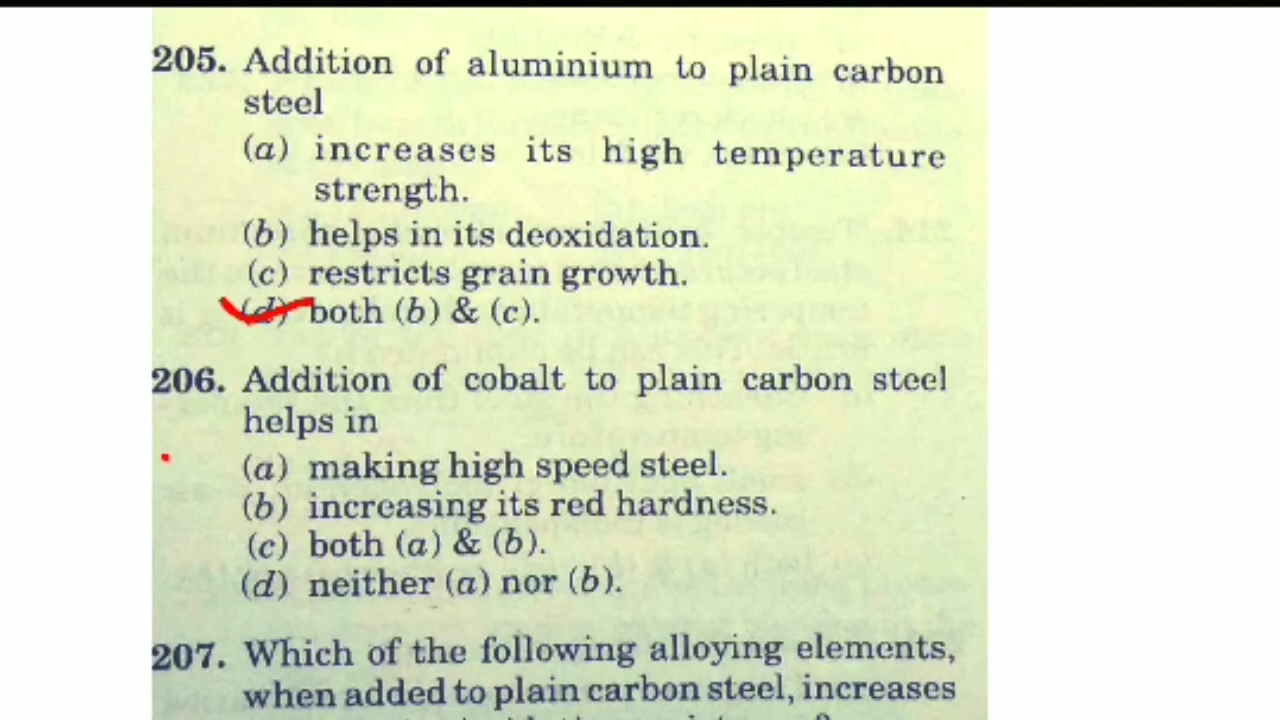 205. Addition of aluminium to plain carbon
steel
(a) increases its high temperature
strength.
(b) helps in its deoxidation.
(c) restricts grain growth.
(d) both (b) & (c).
206. Addition of cobalt to plain carbon steel
helps in
(a) making high speed steel.
(b) increasing its red hardness.
(c) both (a) & (b).
(d) neither (a) nor (b).
207. Which of the following alloying elements,
when added to plain carbon steel, increases